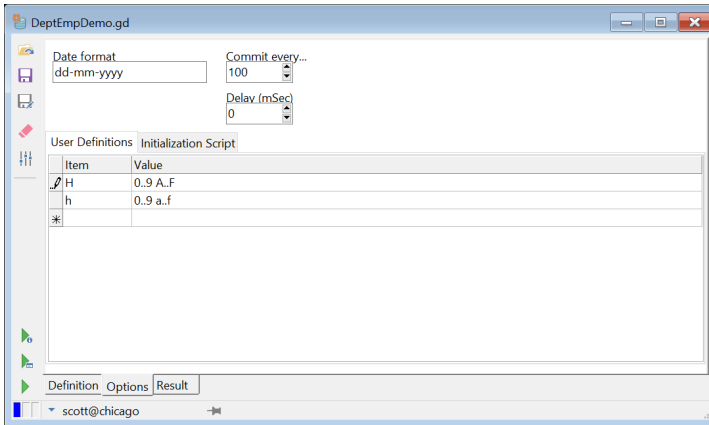 DeptEmpDemo.gd
Date format
Commit every...
dd-mm-yyyy
100
Delay (mSec)
0
User Definitions Initialization Script
Item Value
H 0..9 A..F
h 0..9 a..f
Definition Options Result
scott@chicago